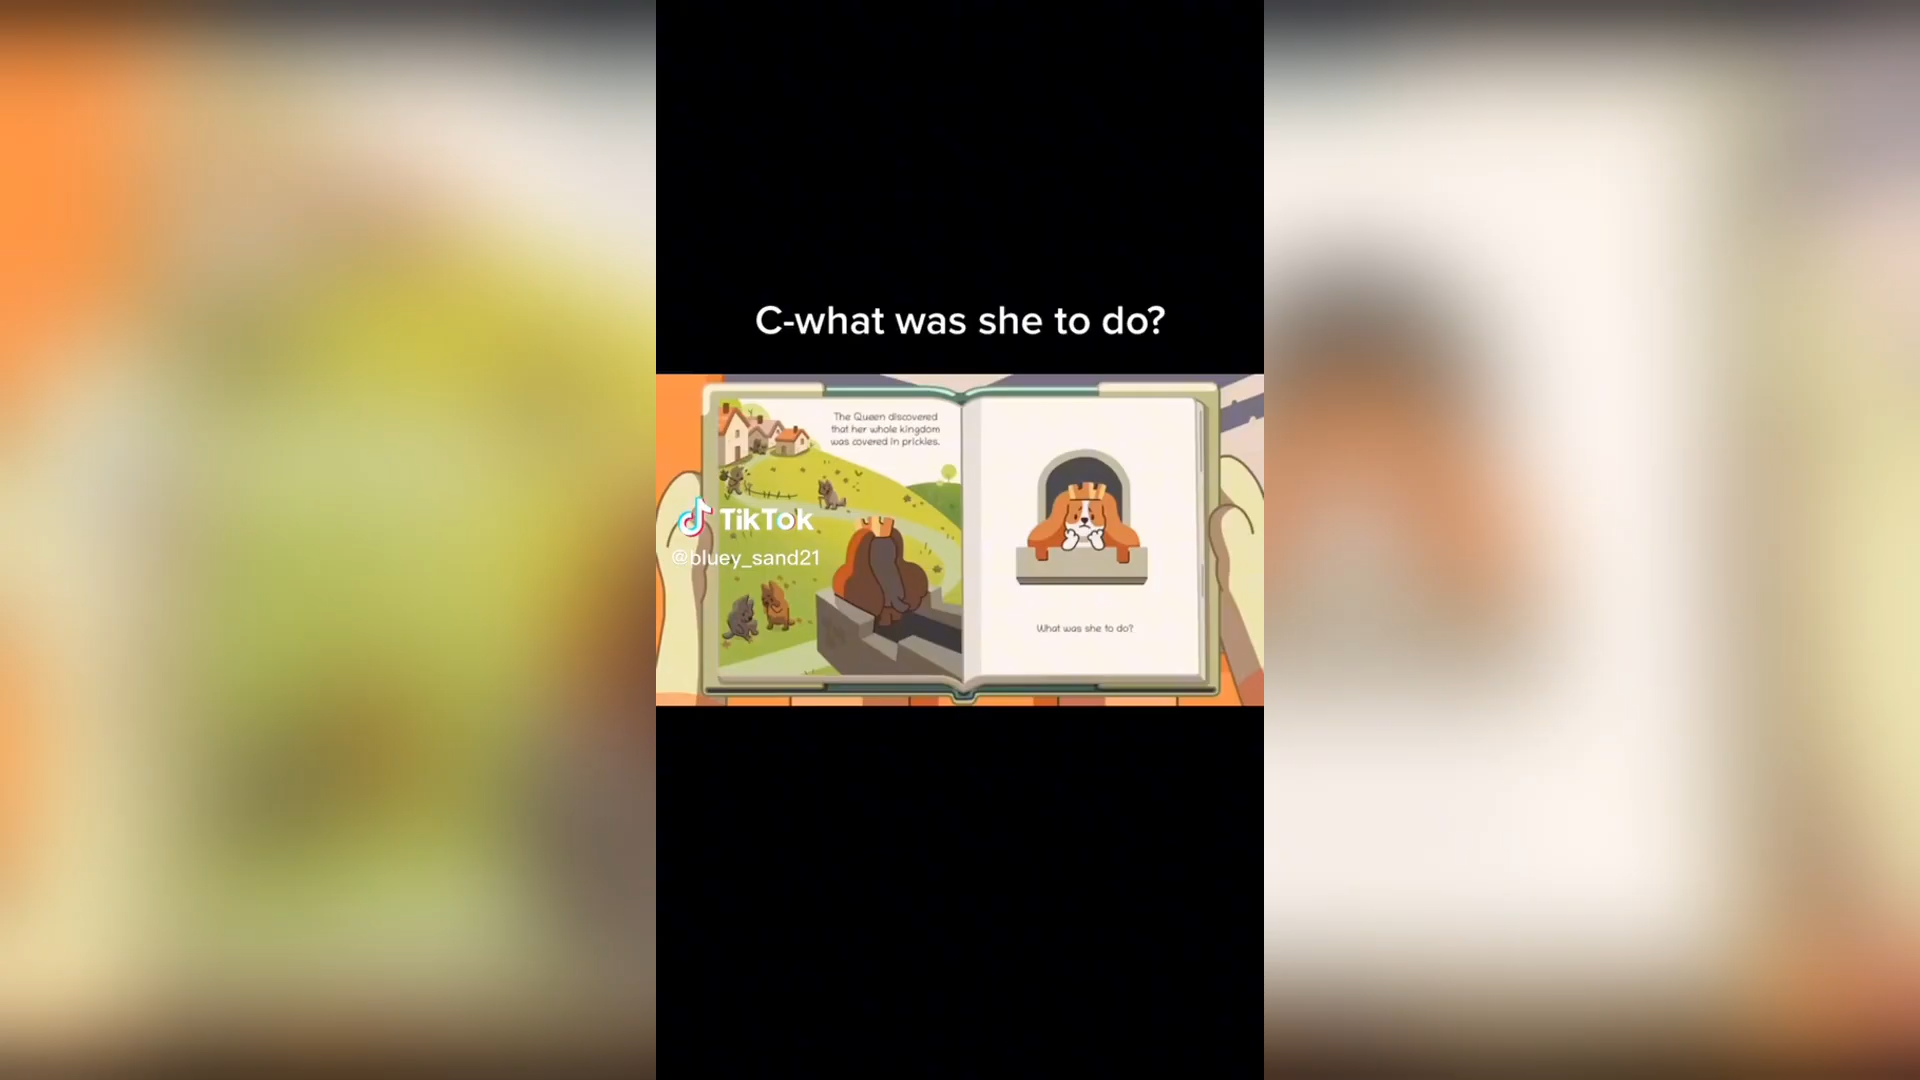 C-what was she to do?
The Queen discovered
that her whole kingdom
was covered in prickles.
TikTok
@bluey_sand21
What was she to do?